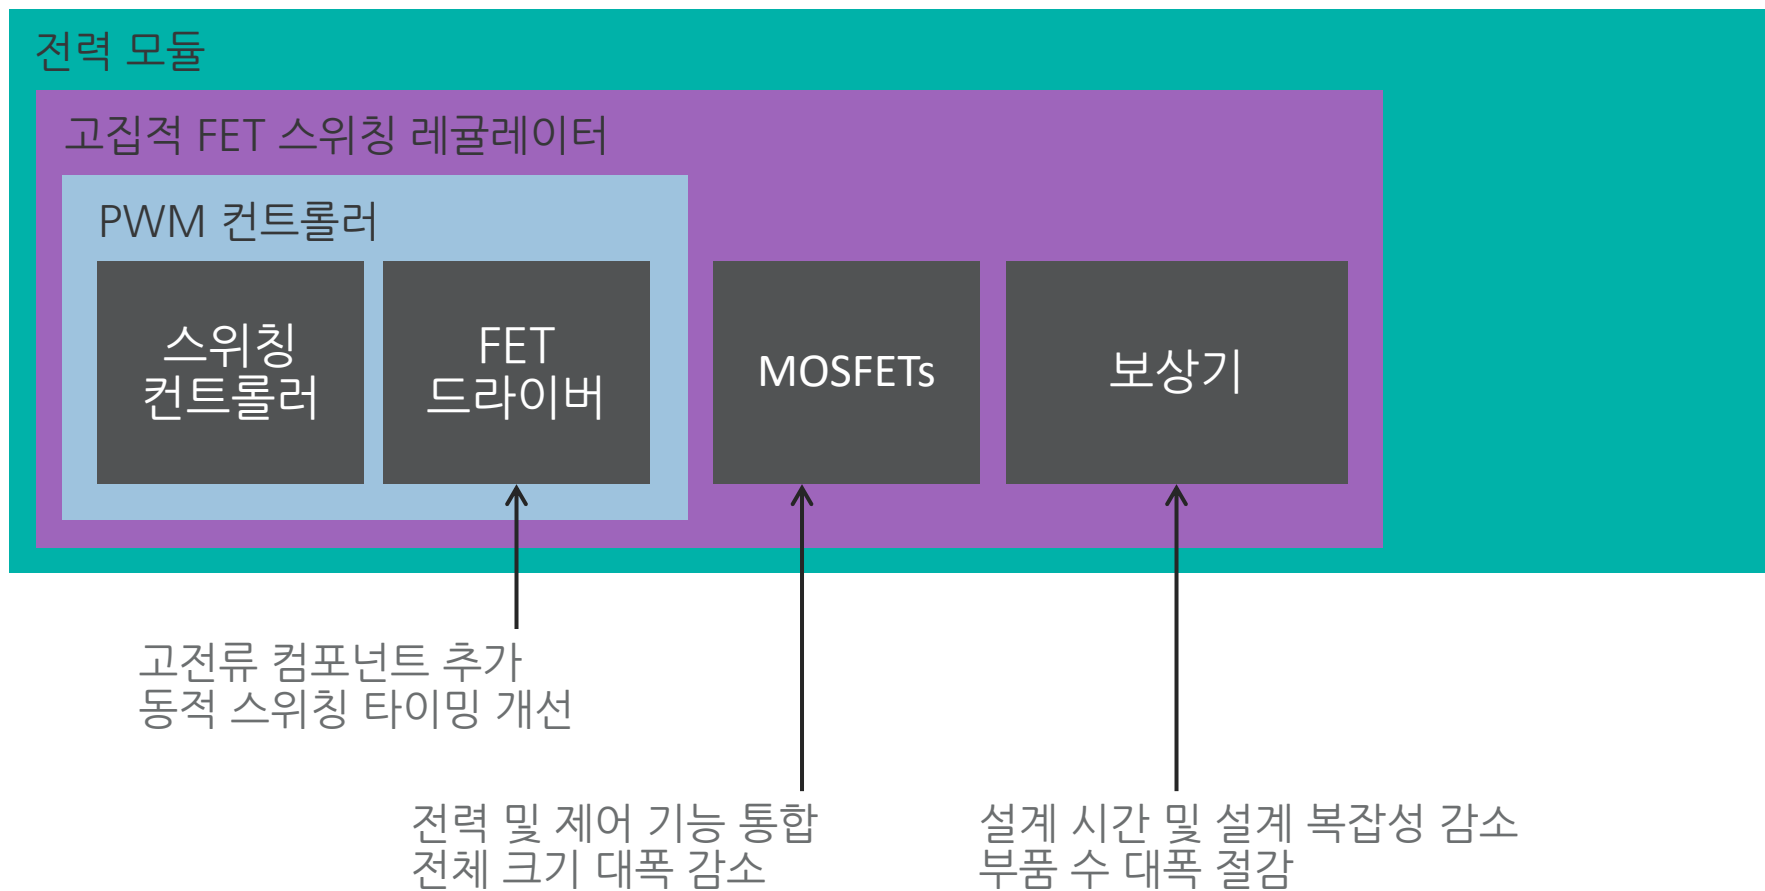 전력 모듈
고집적 FET 스위칭 레귤레이터
PWM 컨트롤러
스위칭
컨트롤러
FET
드라이버
MOSFETs
보상기
고전류 컴포넌트 추가
동적 스위칭 타이밍 개선
전력 및 제어 기능 통합
전체 크기 대폭 감소
설계 시간 및 설계 복잡성 감소
부품 수 대폭 절감